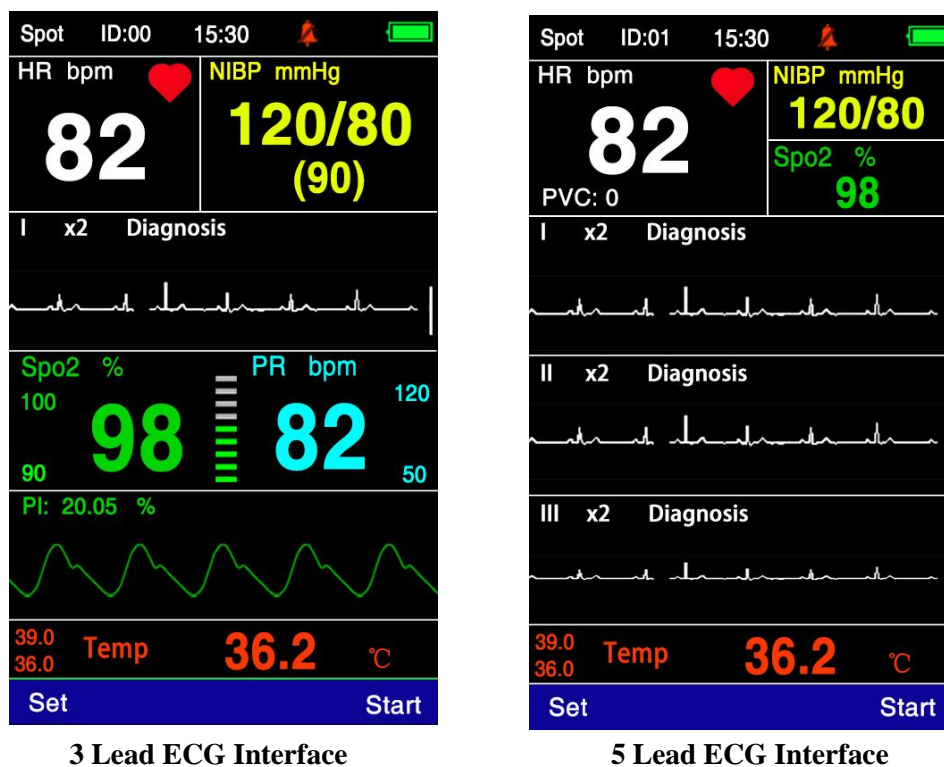 Spot ID:00 15:30
HR bpm NIBP mmHg
82 120/80
(90)
I x2 Diagnosis
Spo2 % PR bpm
100 120
98 82
90 50
PI: 20.05 %
39.0
36.0
Temp 36.2 ℃
Set Start
3 Lead ECG Interface
Spot ID:01 15:30
HR bpm NIBP mmHg
82 120/80
Spo2 %
98
PVC: 0
I x2 Diagnosis
II x2 Diagnosis
III x2 Diagnosis
39.0
36.0
Temp 36.2 ℃
Set Start
5 Lead ECG Interface